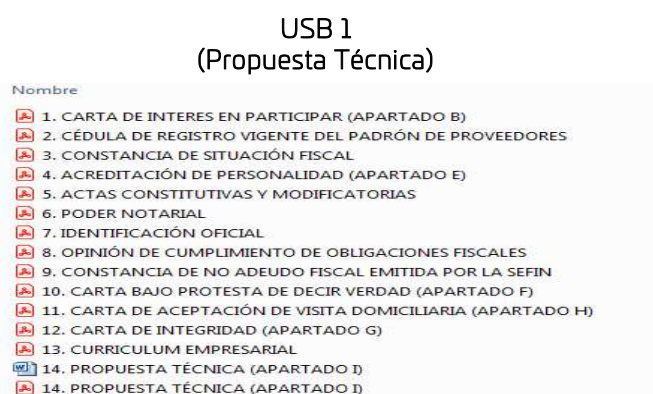 USB 1
(Propuesta Técnica)
Nombre
1. CARTA DE INTERES EN PARTICIPAR (APARTADO B)
2. CÉDULA DE REGISTRO VIGENTE DEL PADRÓN DE PROVEEDORES
3. CONSTANCIA DE SITUACIÓN FISCAL
4. ACREDITACIÓN DE PERSONALIDAD (APARTADO E)
5. ACTAS CONSTITUTIVAS Y MODIFICATORIAS
6. PODER NOTARIAL
7. IDENTIFICACIÓN OFICIAL
8. OPINIÓN DE CUMPLIMIENTO DE OBLIGACIONES FISCALES
9. CONSTANCIA DE NO ADEUDO FISCAL EMITIDA POR LA SEFIN
10. CARTA BAJO PROTESTA DE DECIR VERDAD (APARTADO F)
11. CARTA DE ACEPTACIÓN DE VISITA DOMICILIARIA (APARTADO H)
12. CARTA DE INTEGRIDAD (APARTADO G)
13. CURRICULUM EMPRESARIAL
14. PROPUESTA TÉCNICA (APARTADO I)
14. PROPUESTA TÉCNICA (APARTADO I)